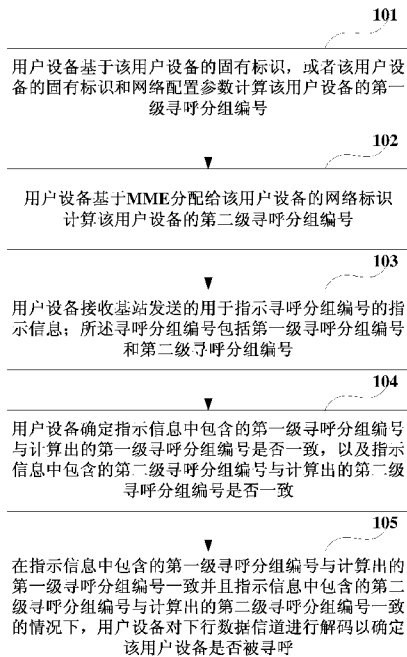 101
用户设备基于该用户设备的固有标识，或者该用户设
备的固有标识和网络配置参数计算该用户设备的第一
级寻呼分组编号
102
用户设备基于MME分配给该用户设备的网络标识
计算该用户设备的第二级寻呼分组编号
103
用户设备接收基站发送的用于指示寻呼分组编号的指
示信息；所述寻呼分组编号包括第一级寻呼分组编号
和第二级寻呼分组编号
104
用户设备确定指示信息中包含的第一级寻呼分组编号
与计算出的第一级寻呼分组编号是否一致，以及指示
信息中包含的第二级寻呼分组编号与计算出的第二级
寻呼分组编号是否一致
105
在指示信息中包含的第一级寻呼分组编号与计算出的
第一级寻呼分组编号一致并且指示信息中包含的第二
级寻呼分组编号与计算出的第二级寻呼分组编号一致
的情况下，用户设备对下行数据信道进行解码以确定
该用户设备是否被寻呼